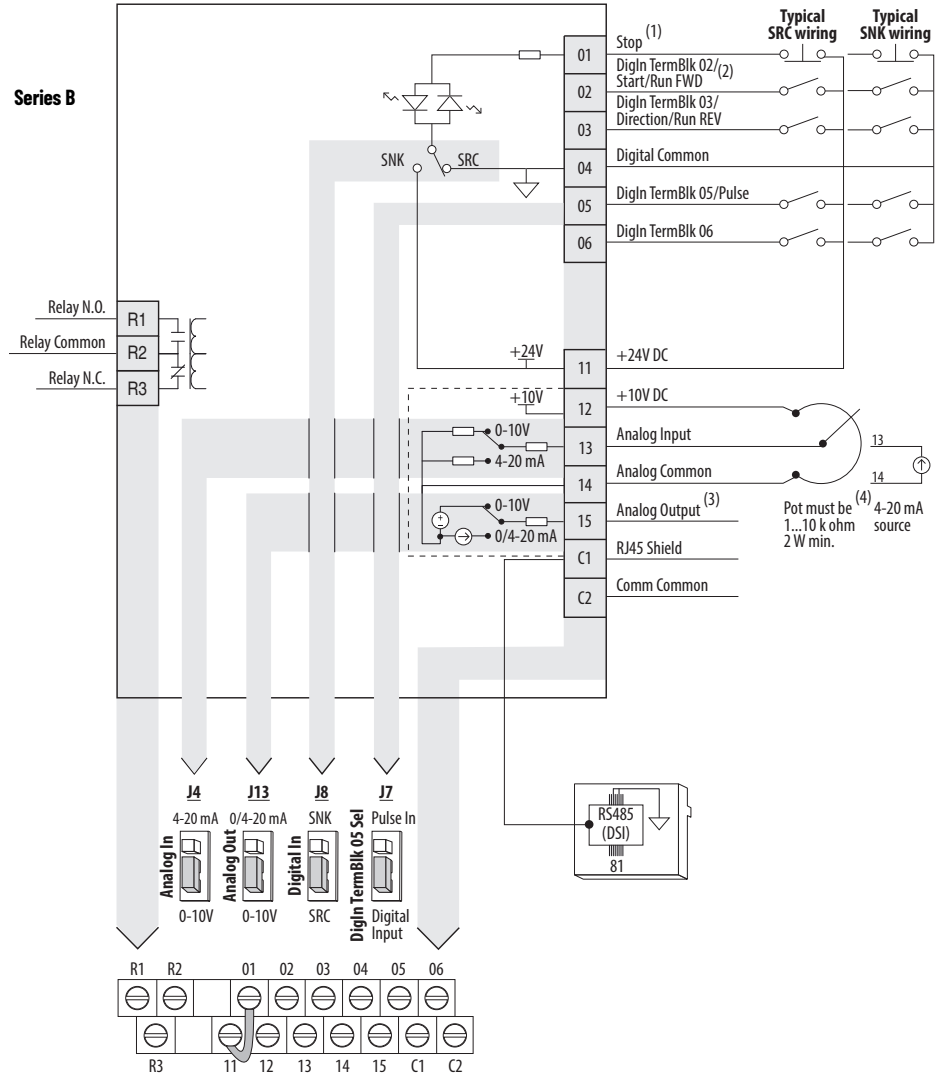 Series B
Typical
SRC wiring
Typical
SNK wiring
01
Stop (1)
02
DigIn TermBlk 02/
Start/Run FWD (2)
03
DigIn TermBlk 03/
Direction/Run REV
SNK
SRC
04
Digital Common
05
DigIn TermBlk 05/Pulse
06
DigIn TermBlk 06
Relay N.O.
R1
Relay Common
R2
Relay N.C.
R3
+24V
11
+24V DC
+10V
12
+10V DC
0-10V
4-20 mA
13
Analog Input
14
Analog Common
13
14
0-10V
0/4-20 mA
15
Analog Output (3)
Pot must be (4)
1...10 k ohm
2 W min.
4-20 mA
source
C1
RJ45 Shield
C2
Comm Common
J4
J13
J8
J7
4-20 mA
0/4-20 mA
SNK
Pulse In
Analog In
Analog Out
Digital In
DigIn TermBlk 05 Sel
0-10V
0-10V
SRC
Digital
Input
RS485
(DSI)
81
R1 R2 01 02 03 04 05 06
R3 11 12 13 14 15 C1 C2